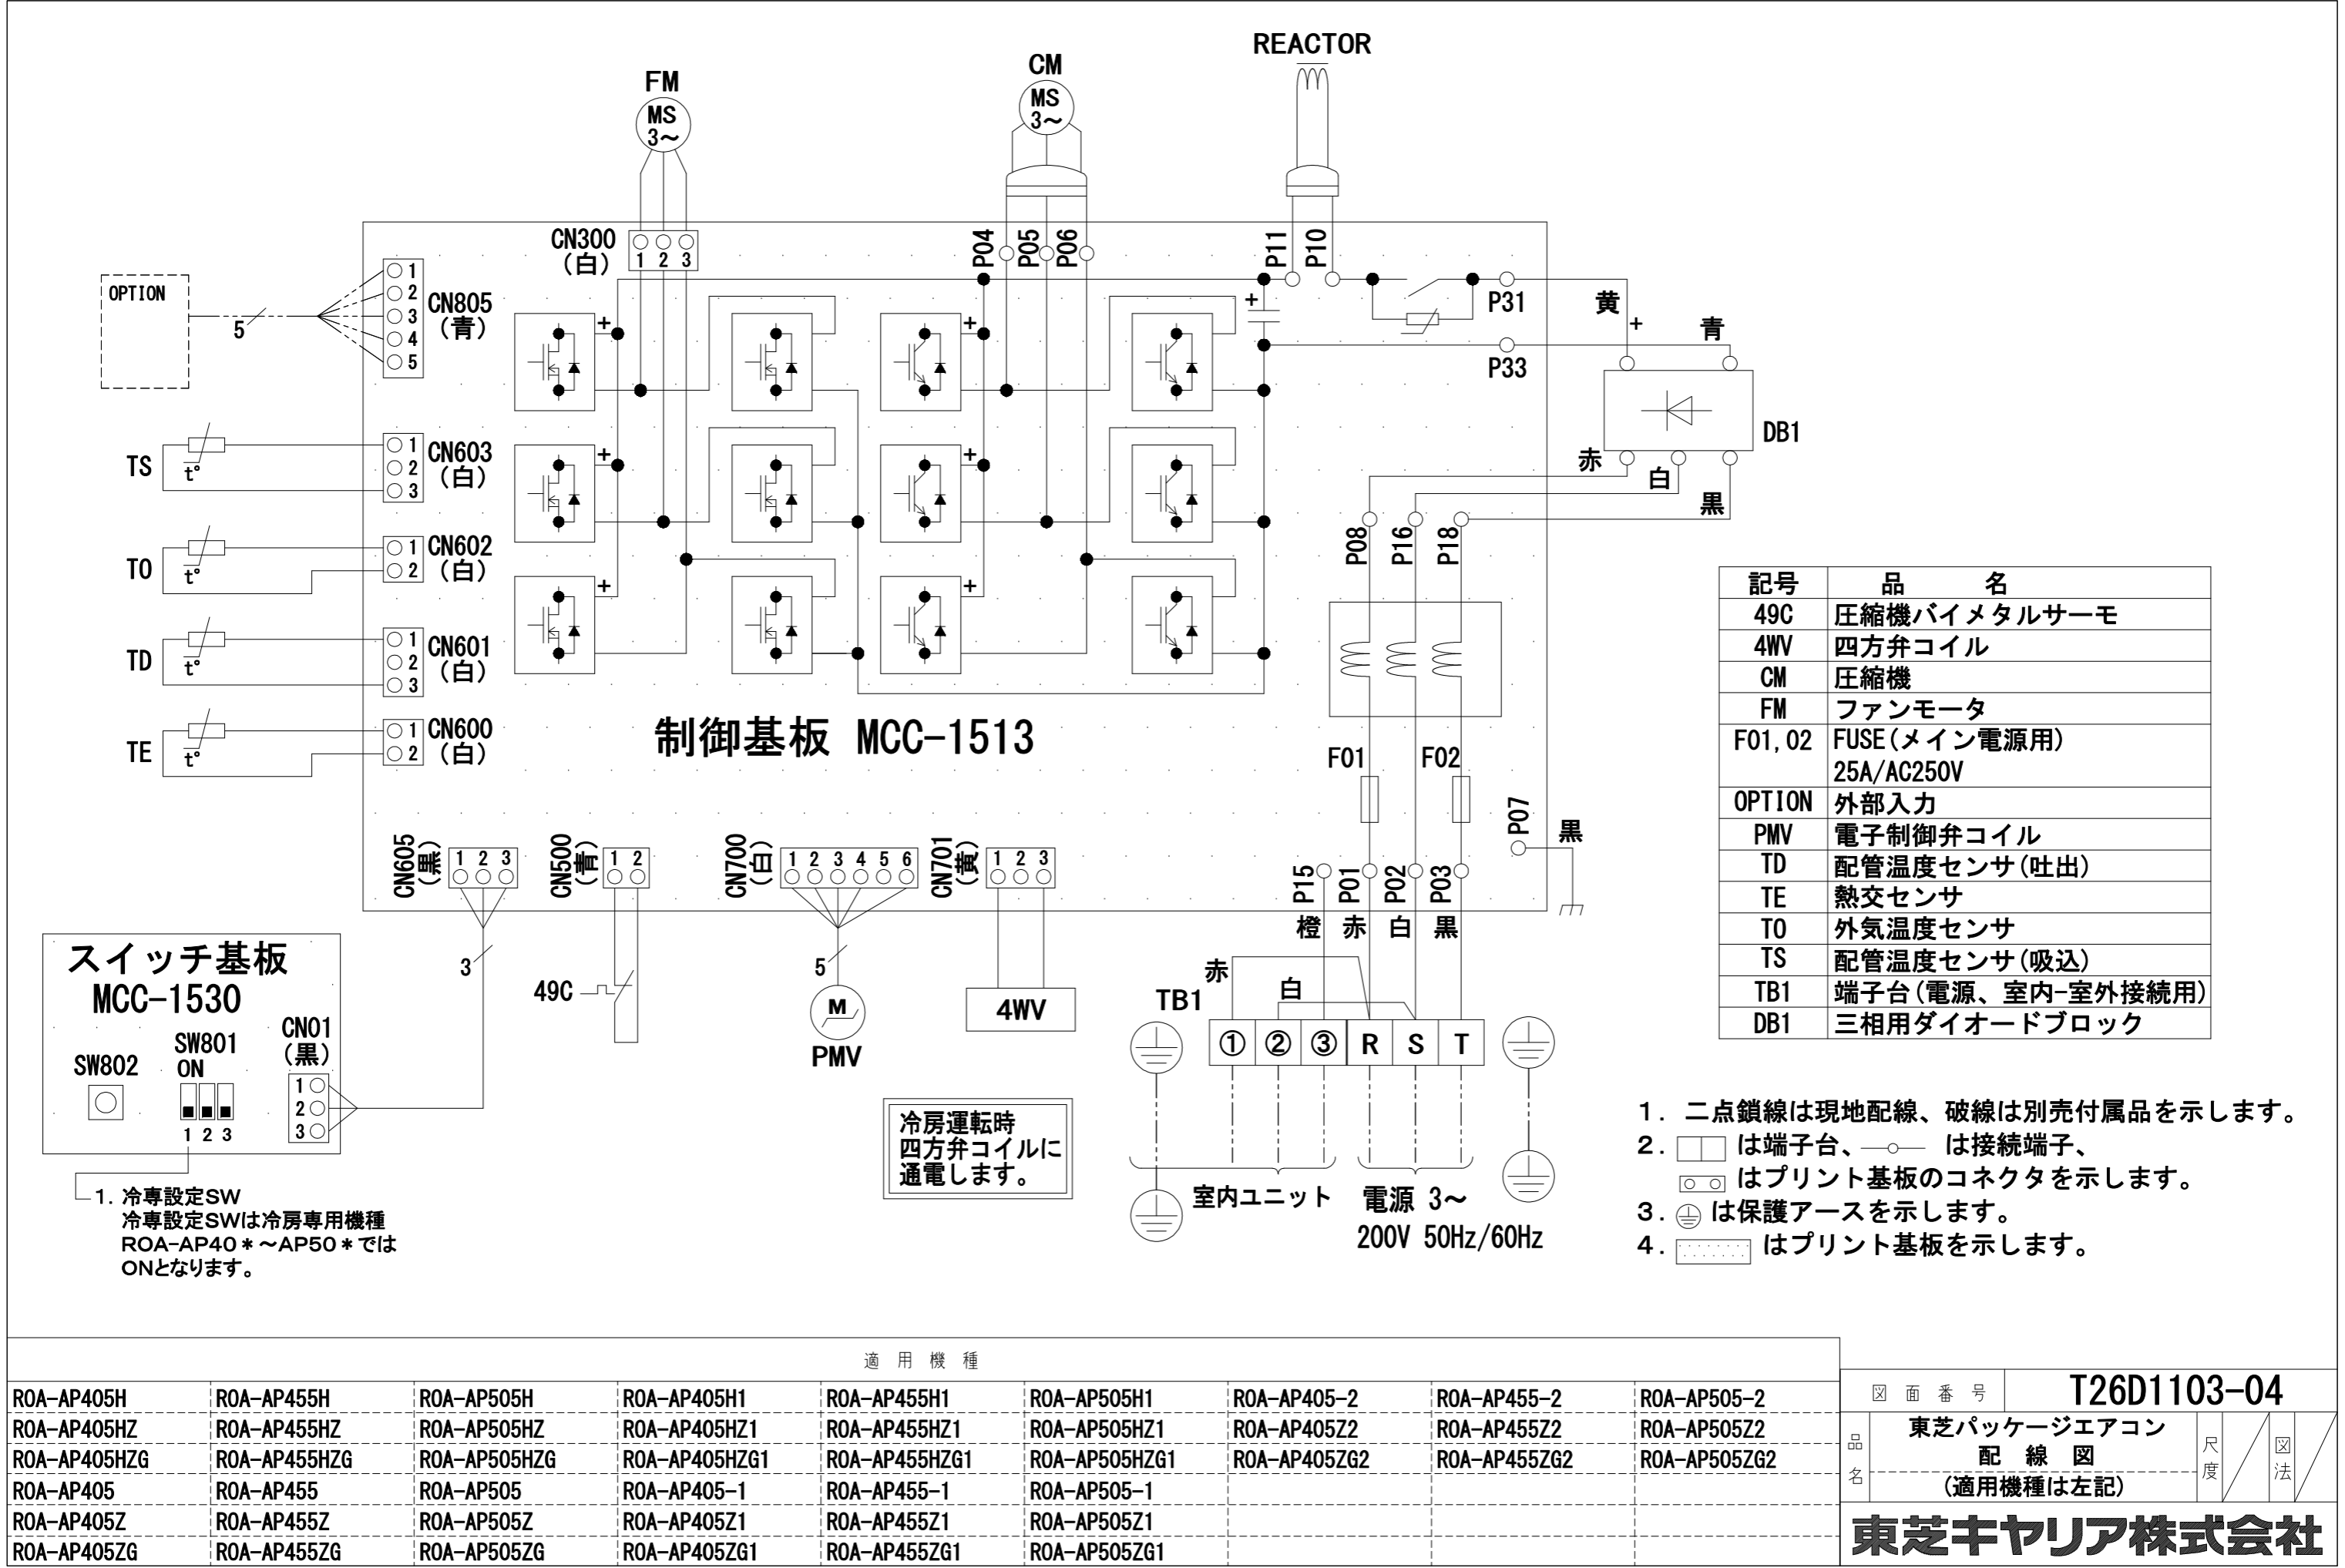 REACTOR
FM
MS
3～
CM
MS
3～
CN300
(白)
1 2 3
P04
P05
P06
P11
P10
OPTION
5
1
2
3
4
5
CN805
(青)
+
+
+
+
+
+
+
P31
P33
黄
+
青
DB1
赤
白
黒
TS
t°
1
2
3
CN603
(白)
TO
t°
1
2
CN602
(白)
TD
t°
1
2
3
CN601
(白)
TE
t°
1
2
CN600
(白)
P08
P16
P18
制御基板 MCC-1513
F01
F02
P07
黒
CN605
(黒)
1 2 3
CN500
(青)
1 2
CN700
(白)
1 2 3 4 5 6
CN701
(黄)
1 2 3
P15
P01
P02
P03
橙 赤 白 黒
3
49C
5
M
PMV
4WV
赤
白
TB1
① ② ③ R S T
室内ユニット
電源 3～
200V 50Hz/60Hz
スイッチ基板
MCC-1530
SW802
SW801
ON
1 2 3
CN01
(黒)
1
2
3
1. 冷専設定SW
冷専設定SWは冷房専用機種
ROA-AP40＊～AP50＊では
ONとなります。
冷房運転時
四方弁コイルに
通電します。
記号 品 名
49C 圧縮機バイメタルサーモ
4WV 四方弁コイル
CM 圧縮機
FM ファンモータ
F01,02 FUSE(メイン電源用)
25A/AC250V
OPTION 外部入力
PMV 電子制御弁コイル
TD 配管温度センサ(吐出)
TE 熱交センサ
TO 外気温度センサ
TS 配管温度センサ(吸込)
TB1 端子台(電源、室内-室外接続用)
DB1 三相用ダイオードブロック
1. 二点鎖線は現地配線、破線は別売付属品を示します。
2. は端子台、 は接続端子、
はプリント基板のコネクタを示します。
3. は保護アースを示します。
4. はプリント基板を示します。
適用機種
ROA-AP405H ROA-AP455H ROA-AP505H ROA-AP405H1 ROA-AP455H1 ROA-AP505H1 ROA-AP405-2 ROA-AP455-2 ROA-AP505-2
ROA-AP405HZ ROA-AP455HZ ROA-AP505HZ ROA-AP405HZ1 ROA-AP455HZ1 ROA-AP505HZ1 ROA-AP405Z2 ROA-AP455Z2 ROA-AP505Z2
ROA-AP405HZG ROA-AP455HZG ROA-AP505HZG ROA-AP405HZG1 ROA-AP455HZG1 ROA-AP505HZG1 ROA-AP405ZG2 ROA-AP455ZG2 ROA-AP505ZG2
ROA-AP405 ROA-AP455 ROA-AP505 ROA-AP405-1 ROA-AP455-1 ROA-AP505-1
ROA-AP405Z ROA-AP455Z ROA-AP505Z ROA-AP405Z1 ROA-AP455Z1 ROA-AP505Z1
ROA-AP405ZG ROA-AP455ZG ROA-AP505ZG ROA-AP405ZG1 ROA-AP455ZG1 ROA-AP505ZG1
図面番号 T26D1103-04
品名
東芝パッケージエアコン
配線図
(適用機種は左記)
尺度
図法
東芝キヤリア株式会社